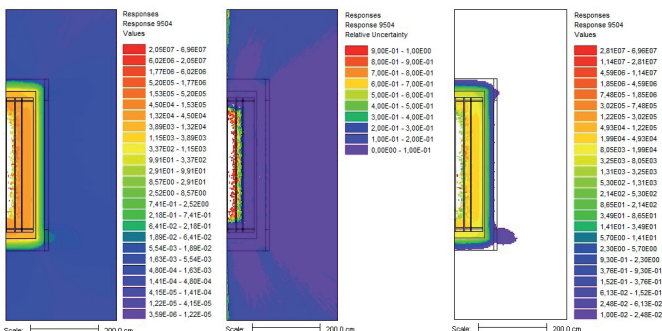 Responses
Response 9504
Values
2,05E07 - 6,96E07
6,02E06 - 2,05E07
1,77E06 - 6,02E06
5,20E05 - 1,77E06
1,53E05 - 5,20E05
4,50E04 - 1,53E05
1,32E04 - 4,50E04
3,89E03 - 1,32E04
1,15E03 - 3,89E03
3,37E02 - 1,15E03
9,91E01 - 3,37E02
2,91E01 - 9,91E01
8,57E00 - 2,91E01
2,52E00 - 8,57E00
7,41E-01 - 2,52E00
2,18E-01 - 7,41E-01
6,41E-02 - 2,18E-01
1,89E-02 - 6,41E-02
5,54E-03 - 1,89E-02
1,63E-03 - 5,54E-03
4,80E-04 - 1,63E-03
1,41E-04 - 4,80E-04
4,15E-05 - 1,41E-04
1,22E-05 - 4,15E-05
3,59E-06 - 1,22E-05
Scale: 200,0 cm
Responses
Response 9504
Relative Uncertainty
9,00E-01 - 1,00E00
8,00E-01 - 9,00E-01
7,00E-01 - 8,00E-01
6,00E-01 - 7,00E-01
5,00E-01 - 6,00E-01
4,00E-01 - 5,00E-01
3,00E-01 - 4,00E-01
2,00E-01 - 3,00E-01
1,00E-01 - 2,00E-01
0,00E00 - 1,00E-01
Scale: 200,0 cm
Responses
Response 9504
Values
2,81E07 - 6,96E07
1,14E07 - 2,81E07
4,59E06 - 1,14E07
1,85E06 - 4,59E06
7,48E05 - 1,85E06
3,02E05 - 7,48E05
1,22E05 - 3,02E05
4,93E04 - 1,22E05
1,99E04 - 4,93E04
8,05E03 - 1,99E04
3,25E03 - 8,05E03
1,31E03 - 3,25E03
5,30E02 - 1,31E03
2,14E02 - 5,30E02
8,65E01 - 2,14E02
3,49E01 - 8,65E01
1,41E01 - 3,49E01
5,70E00 - 1,41E01
2,30E00 - 5,70E00
9,30E-01 - 2,30E00
3,76E-01 - 9,30E-01
1,52E-01 - 3,76E-01
6,13E-02 - 1,52E-01
2,48E-02 - 6,13E-02
1,00E-02 - 2,48E-02
Scale: 200,0 cm